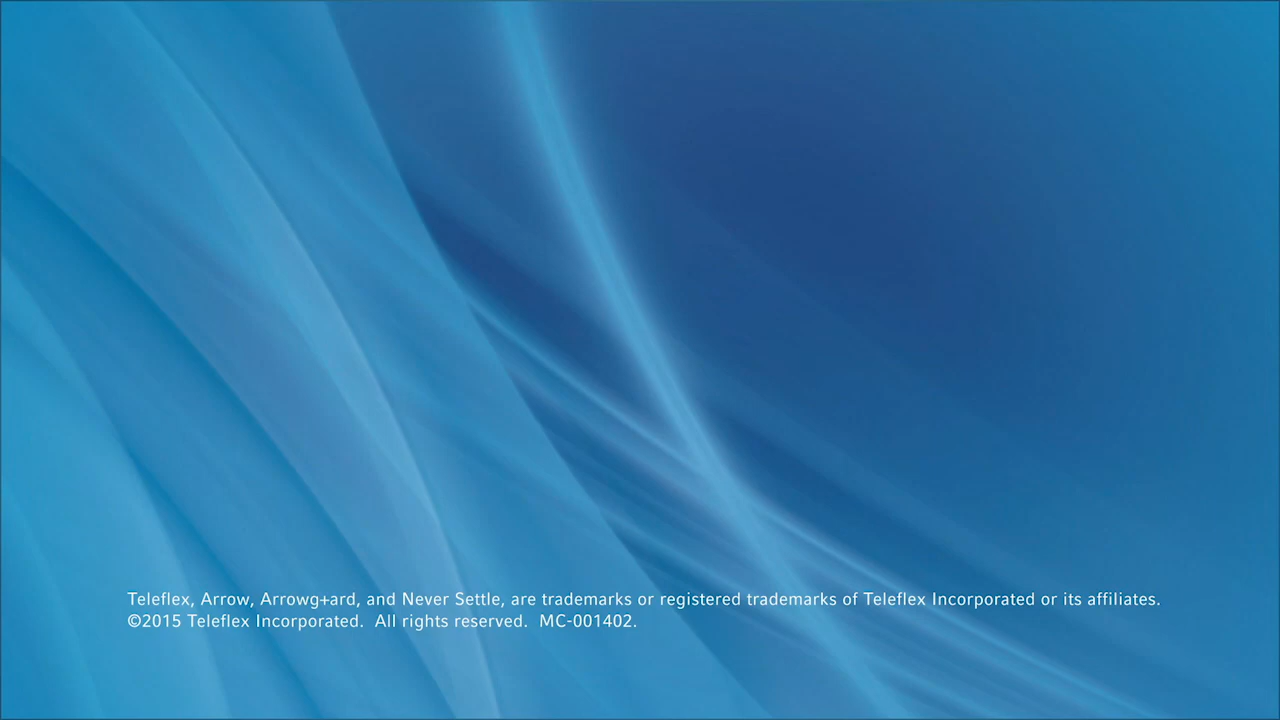 Teleflex, Arrow, Arrowg+ard, and Never Settle, are trademarks or registered trademarks of Teleflex Incorporated or its affiliates.
©2015 Teleflex Incorporated.  All rights reserved.  MC-001402.